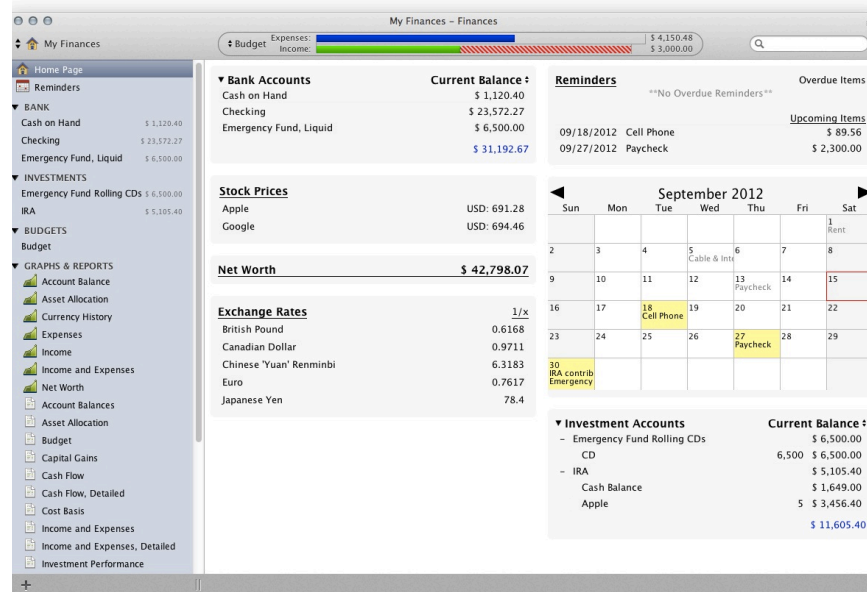 My Finances – Finances
My Finances
Budget
Expenses:
Income:
$ 4,150.48
$ 3,000.00
Home Page
Reminders
BANK
Cash on Hand $ 1,120.40
Checking $ 23,572.27
Emergency Fund, Liquid $ 6,500.00
INVESTMENTS
Emergency Fund Rolling CDs $ 6,500.00
IRA $ 5,105.40
BUDGETS
Budget
GRAPHS & REPORTS
Account Balance
Asset Allocation
Currency History
Expenses
Income
Income and Expenses
Net Worth
Account Balances
Asset Allocation
Budget
Capital Gains
Cash Flow
Cash Flow, Detailed
Cost Basis
Income and Expenses
Income and Expenses, Detailed
Investment Performance
Bank Accounts Current Balance
Cash on Hand $ 1,120.40
Checking $ 23,572.27
Emergency Fund, Liquid $ 6,500.00
$ 31,192.67
Stock Prices
Apple USD: 691.28
Google USD: 694.46
Net Worth $ 42,798.07
Exchange Rates 1/x
British Pound 0.6168
Canadian Dollar 0.9711
Chinese 'Yuan' Renminbi 6.3183
Euro 0.7617
Japanese Yen 78.4
Reminders Overdue Items
**No Overdue Reminders**
Upcoming Items
09/18/2012 Cell Phone $ 89.56
09/27/2012 Paycheck $ 2,300.00
September 2012
Sun Mon Tue Wed Thu Fri Sat
1
Rent
2 3 4 5 6 7 8
Cable & Inte
9 10 11 12 13 14 15
Paycheck
16 17 18 19 20 21 22
Cell Phone
23 24 25 26 27 28 29
Paycheck
30
IRA contrib
Emergency
Investment Accounts Current Balance
– Emergency Fund Rolling CDs $ 6,500.00
CD 6,500 $ 6,500.00
– IRA $ 5,105.40
Cash Balance $ 1,649.00
Apple 5 $ 3,456.40
$ 11,605.40